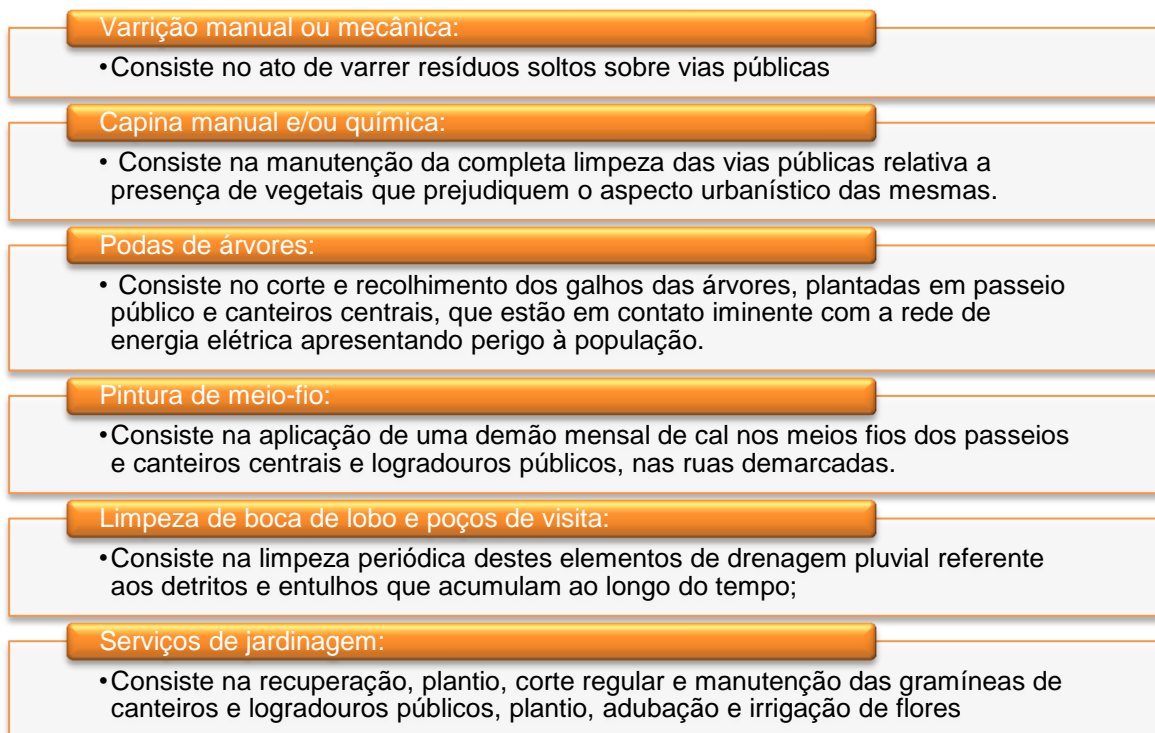 Varrição manual ou mecânica:
•Consiste no ato de varrer resíduos soltos sobre vias públicas
Capina manual e/ou química:
• Consiste na manutenção da completa limpeza das vias públicas relativa a
presença de vegetais que prejudiquem o aspecto urbanístico das mesmas.
Podas de árvores:
• Consiste no corte e recolhimento dos galhos das árvores, plantadas em passeio
público e canteiros centrais, que estão em contato iminente com a rede de
energia elétrica apresentando perigo à população.
Pintura de meio-fio:
•Consiste na aplicação de uma demão mensal de cal nos meios fios dos passeios
e canteiros centrais e logradouros públicos, nas ruas demarcadas.
Limpeza de boca de lobo e poços de visita:
•Consiste na limpeza periódica destes elementos de drenagem pluvial referente
aos detritos e entulhos que acumulam ao longo do tempo;
Serviços de jardinagem:
•Consiste na recuperação, plantio, corte regular e manutenção das gramíneas de
canteiros e logradouros públicos, plantio, adubação e irrigação de flores